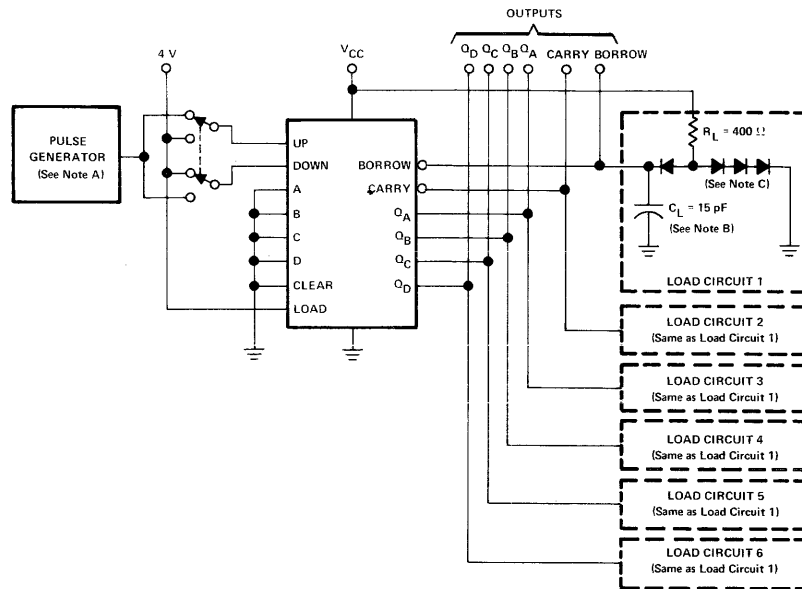 OUTPUTS
4 V
VCC
QD QC QB QA CARRY BORROW
PULSE
GENERATOR
(See Note A)
UP
DOWN
A
B
C
D
CLEAR
LOAD
BORROW
CARRY
QA
QB
QC
QD
RL = 400 Ω
(See Note C)
CL = 15 pF
(See Note B)
LOAD CIRCUIT 1
LOAD CIRCUIT 2
(Same as Load Circuit 1)
LOAD CIRCUIT 3
(Same as Load Circuit 1)
LOAD CIRCUIT 4
(Same as Load Circuit 1)
LOAD CIRCUIT 5
(Same as Load Circuit 1)
LOAD CIRCUIT 6
(Same as Load Circuit 1)